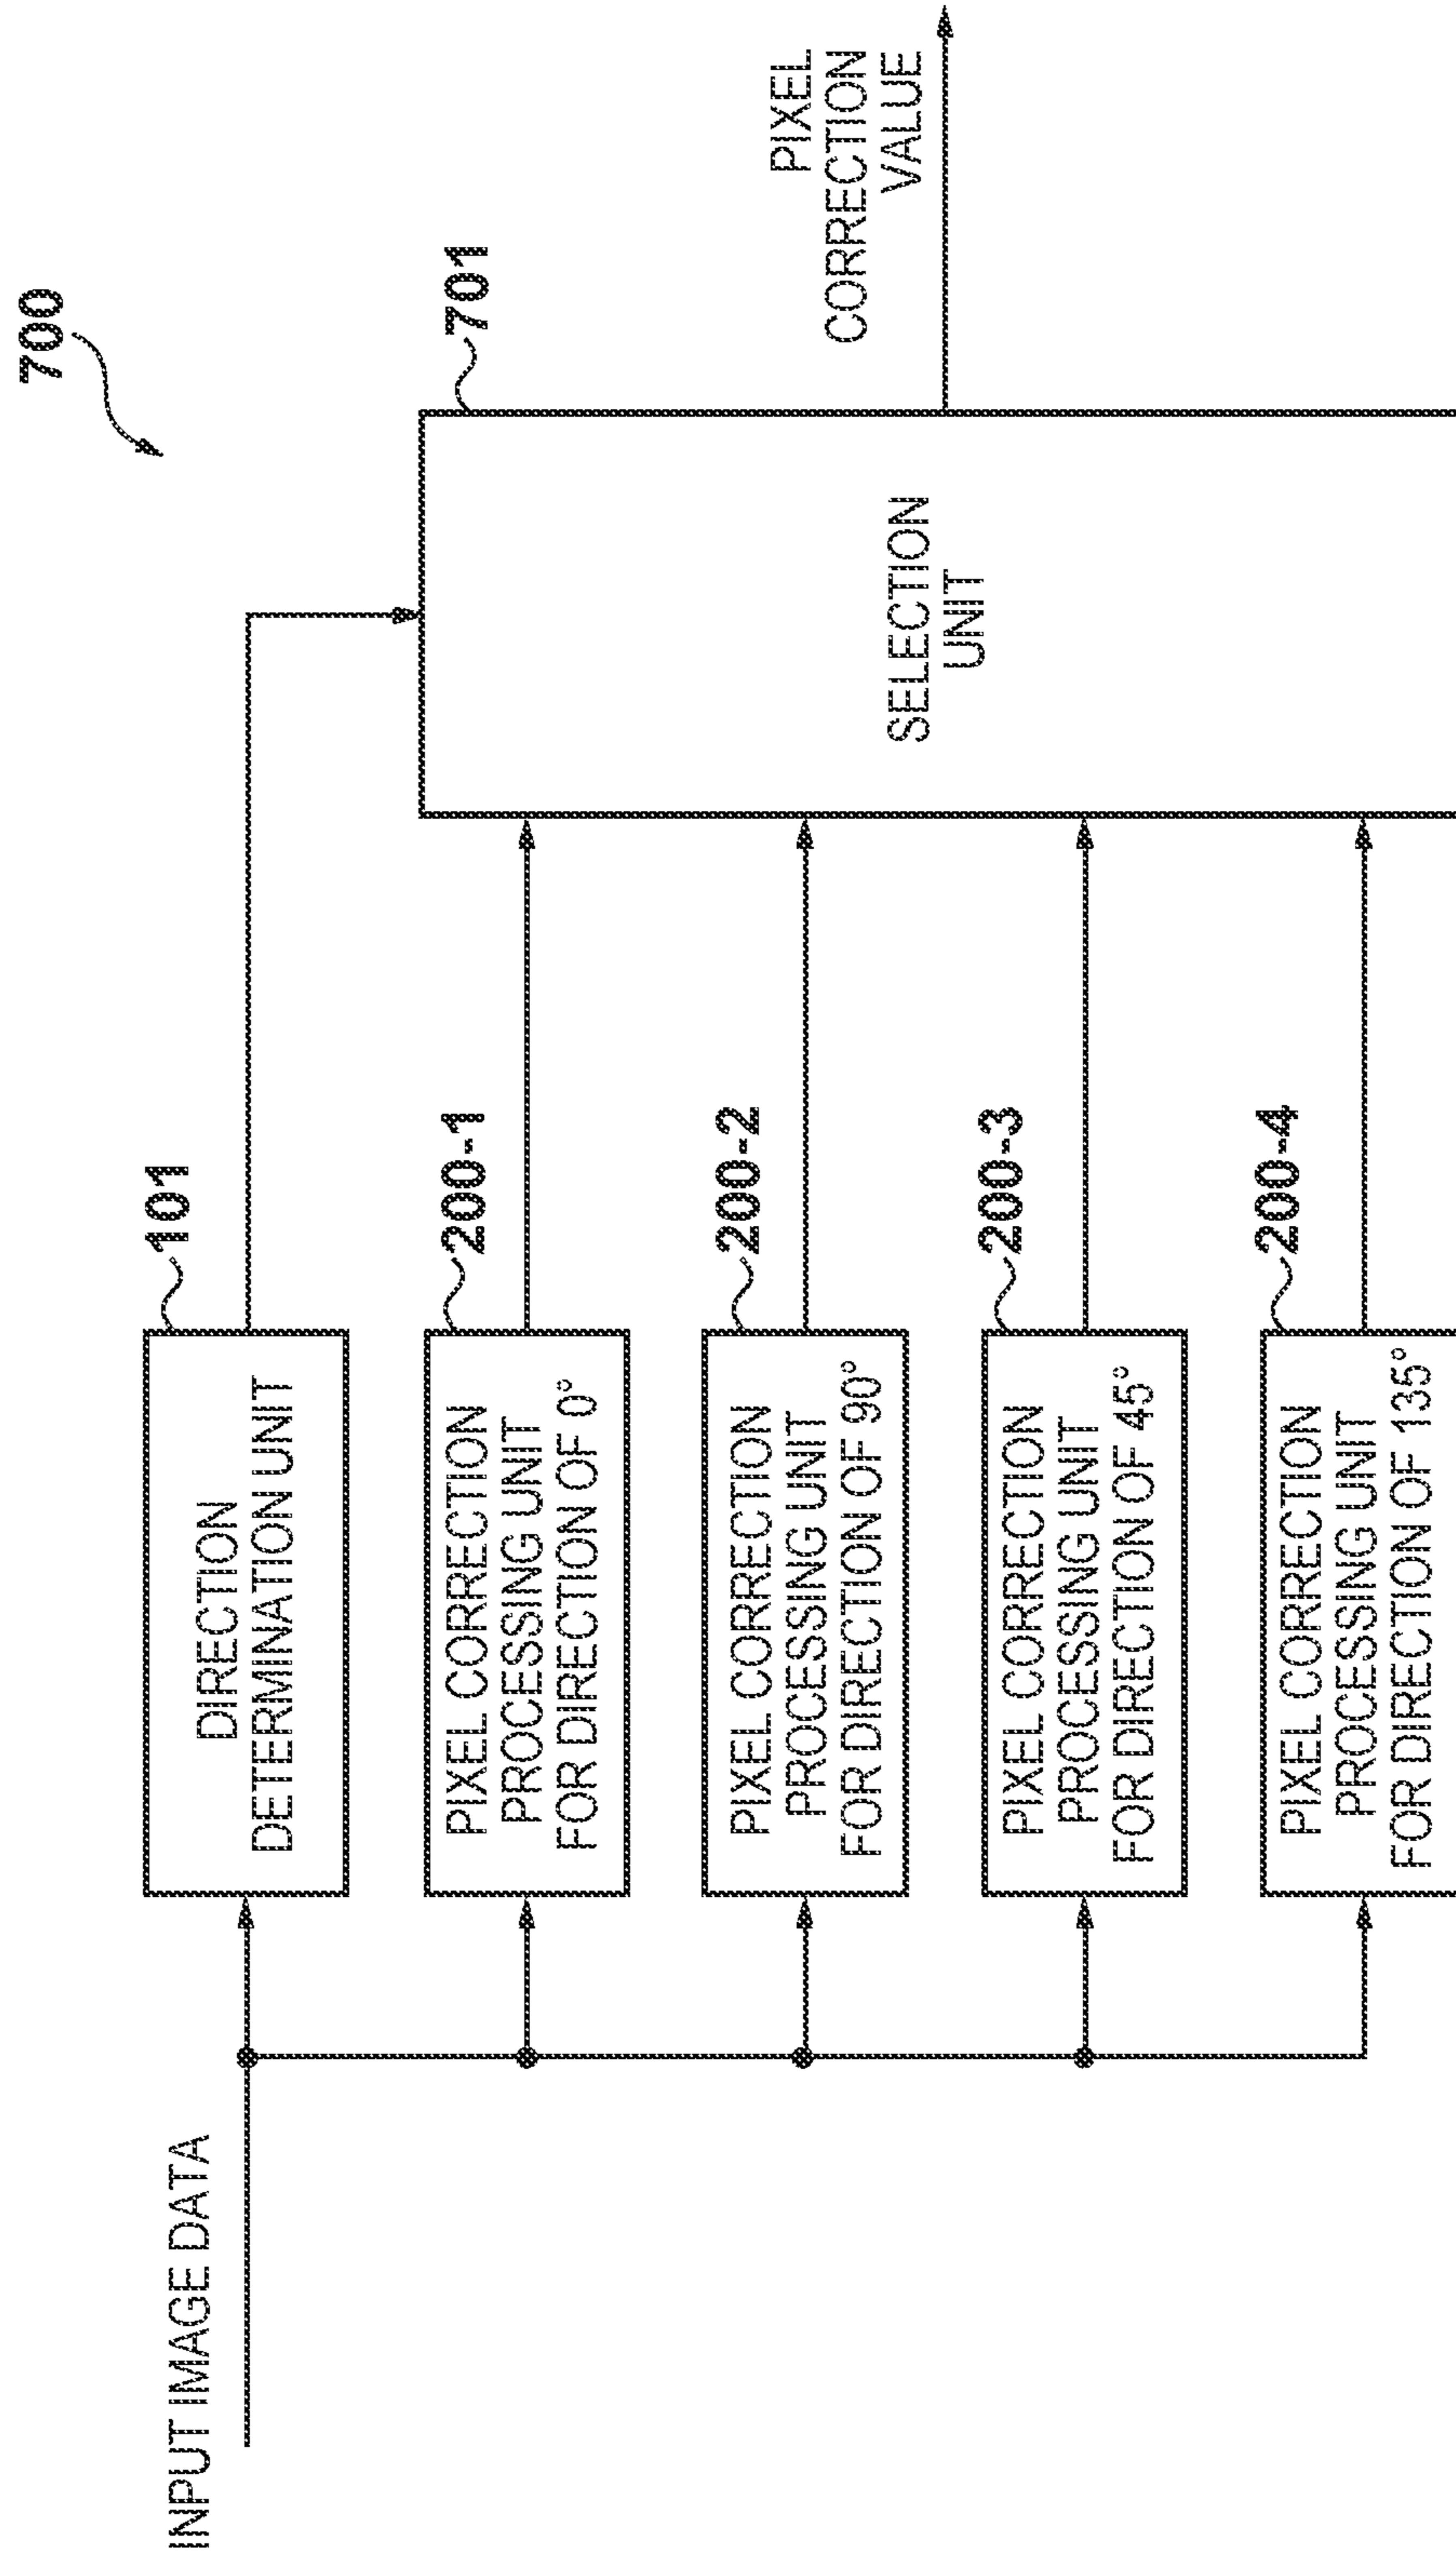 700
INPUT IMAGE DATA
101
DIRECTION
DETERMINATION UNIT
200-1
PIXEL CORRECTION
PROCESSING UNIT
FOR DIRECTION OF 0°
200-2
PIXEL CORRECTION
PROCESSING UNIT
FOR DIRECTION OF 90°
200-3
PIXEL CORRECTION
PROCESSING UNIT
FOR DIRECTION OF 45°
200-4
PIXEL CORRECTION
PROCESSING UNIT
FOR DIRECTION OF 135°
701
SELECTION
UNIT
PIXEL
CORRECTION
VALUE